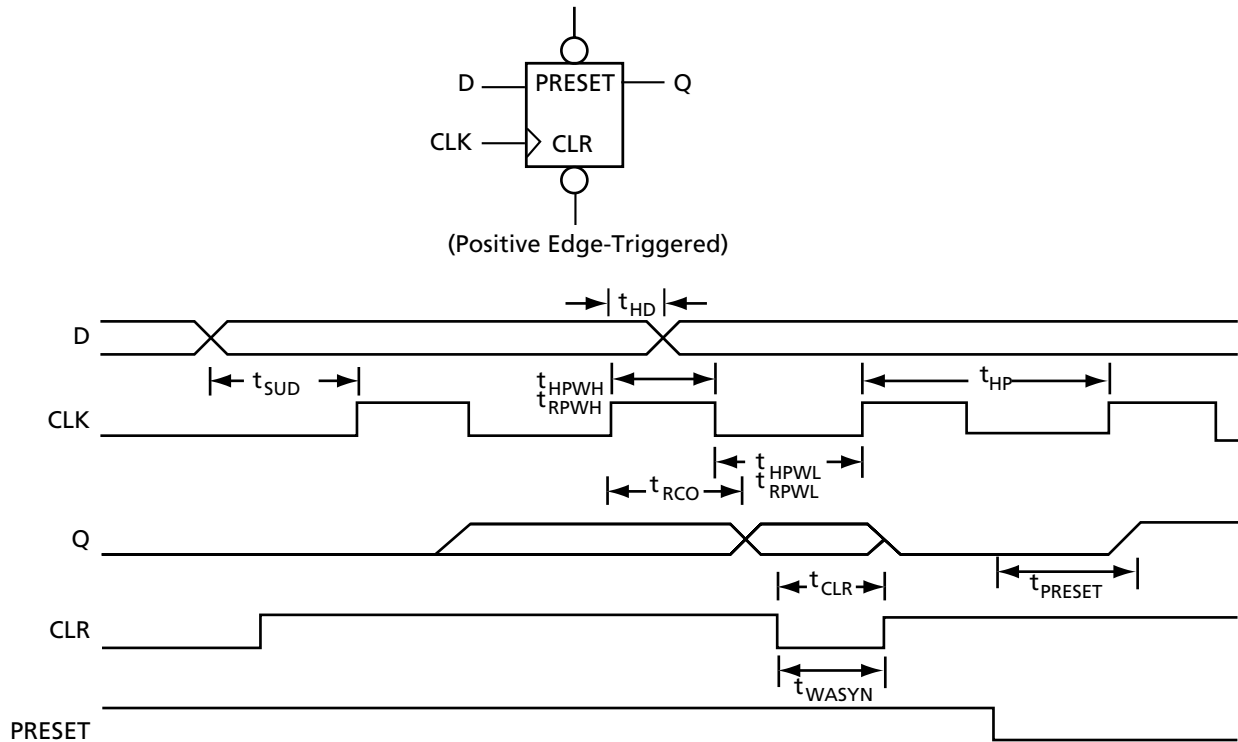 D PRESET Q
CLK CLR
(Positive Edge-Triggered)
tHD
D
tSUD tHPWH tHP
tRPWH
CLK
tRCO tHPWL
tRPWL
Q
tCLR tPRESET
CLR
tWASYN
PRESET